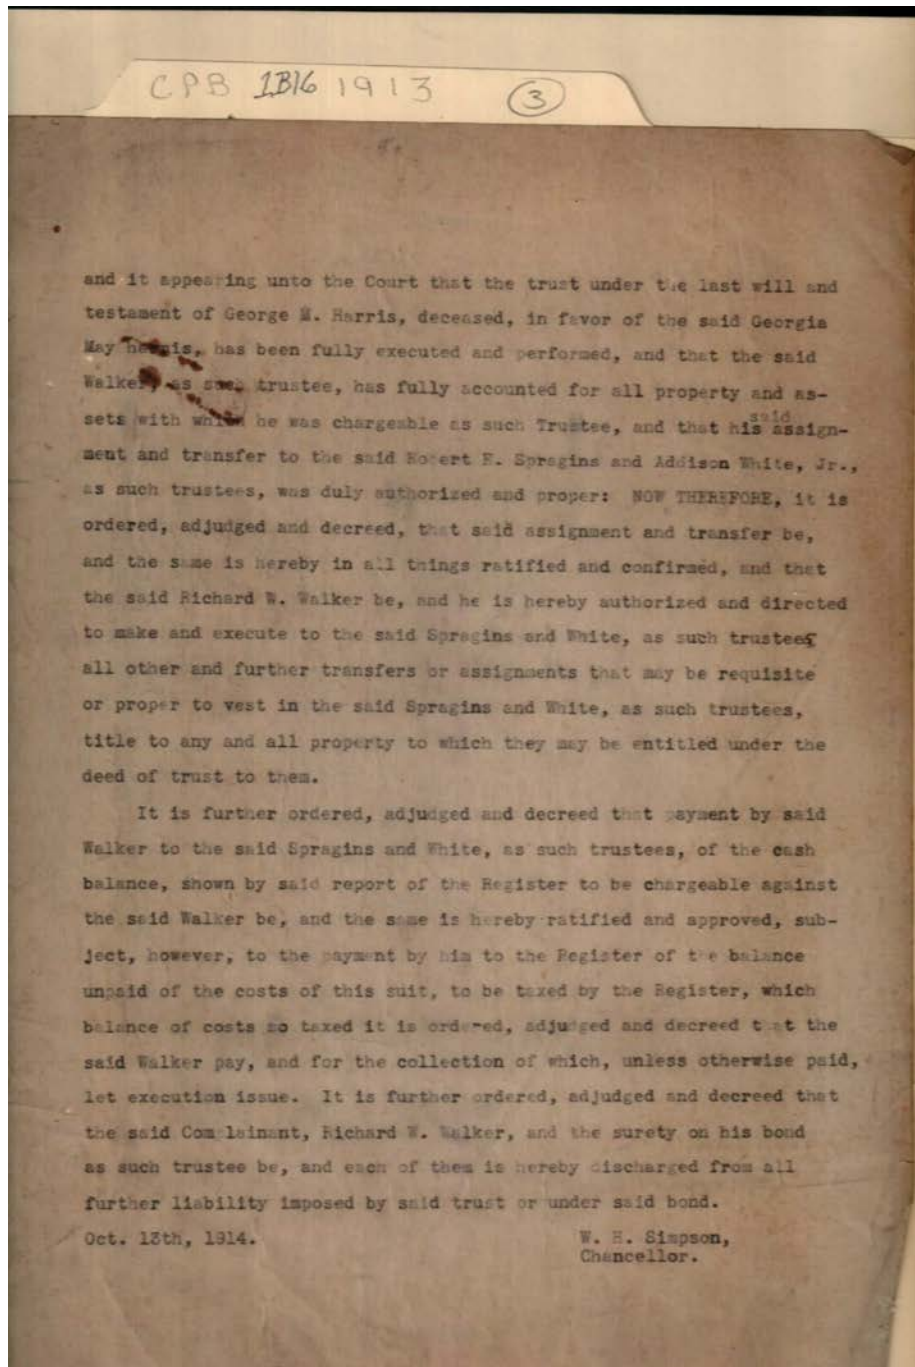 CPB 1B16 1913 3
and it appearing unto the Court that the trust under the last will and
testament of George M. Harris, deceased, in favor of the said Georgia
May Harris, has been fully executed and performed, and that the said
Walker, as such trustee, has fully accounted for all property and as-
sets with which he was chargeable as such Trustee, and that his said assign-
ment and transfer to the said Robert E. Spragins and Addison White, Jr.,
as such trustees, was duly authorized and proper: NOW THEREFORE, it is
ordered, adjudged and decreed, that said assignment and transfer be,
and the same is hereby in all things ratified and confirmed, and that
the said Richard W. Walker be, and he is hereby authorized and directed
to make and execute to the said Spragins and White, as such trustees
all other and further transfers or assignments that may be requisite
or proper to vest in the said Spragins and White, as such trustees,
title to any and all property to which they may be entitled under the
deed of trust to them.
It is further ordered, adjudged and decreed that payment by said
Walker to the said Spragins and White, as such trustees, of the cash
balance, shown by said report of the Register to be chargeable against
the said Walker be, and the same is hereby ratified and approved, sub-
ject, however, to the payment by him to the Register of the balance
unpaid of the costs of this suit, to be taxed by the Register, which
balance of costs so taxed it is ordered, adjudged and decreed that the
said Walker pay, and for the collection of which, unless otherwise paid,
let execution issue. It is further ordered, adjudged and decreed that
the said Complainant, Richard W. Walker, and the surety on his bond
as such trustee be, and each of them is hereby discharged from all
further liability imposed by said trust or under said bond.
Oct. 13th, 1914. W. H. Simpson,
Chancellor.